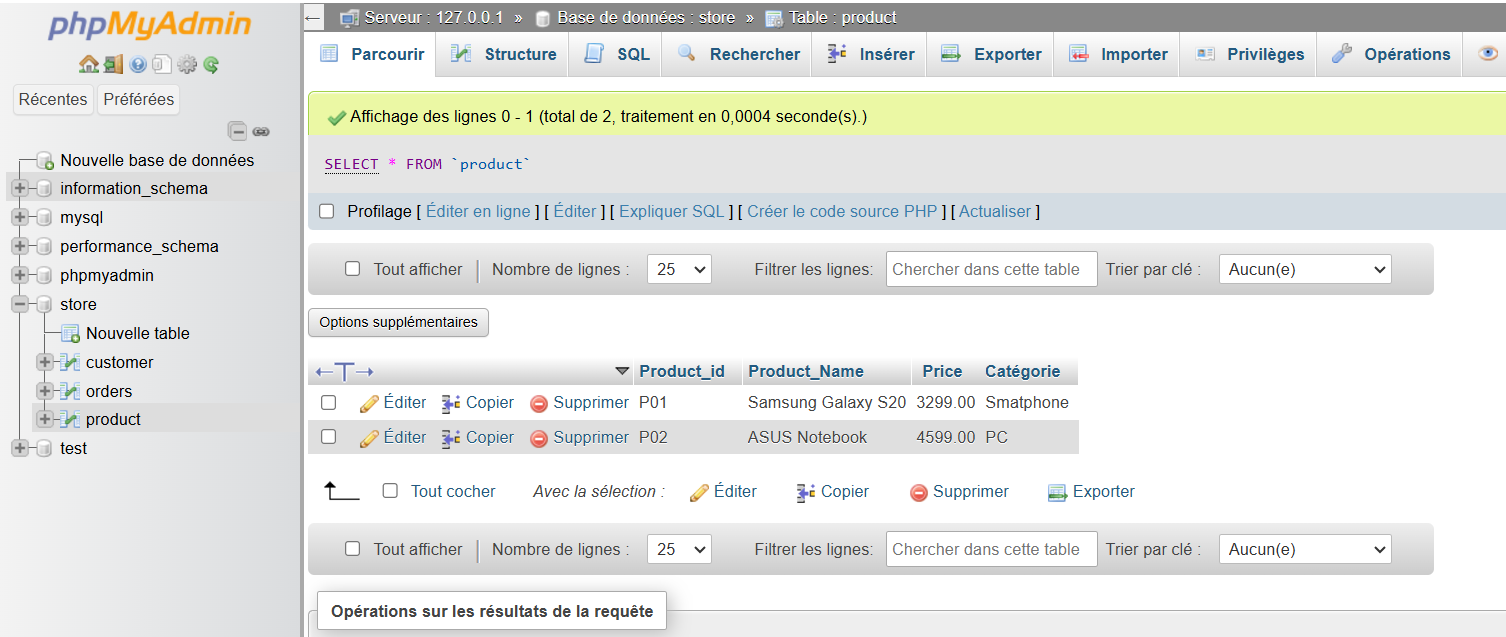 phpMyAdmin
Récentes Préférées
Nouvelle base de données
information_schema
mysql
performance_schema
phpmyadmin
store
Nouvelle table
customer
orders
product
test
← Serveur : 127.0.0.1 » Base de données : store » Table : product
Parcourir Structure SQL Rechercher Insérer Exporter Importer Privilèges Opérations
Affichage des lignes 0 - 1 (total de 2, traitement en 0,0004 seconde(s).)
SELECT * FROM `product`
Profilage [ Éditer en ligne ] [ Éditer ] [ Expliquer SQL ] [ Créer le code source PHP ] [ Actualiser ]
Tout afficher | Nombre de lignes : 25 Filtrer les lignes: Chercher dans cette table Trier par clé : Aucun(e)
Options supplémentaires
←T→ Product_id Product_Name Price Catégorie
Éditer Copier Supprimer P01 Samsung Galaxy S20 3299.00 Smatphone
Éditer Copier Supprimer P02 ASUS Notebook 4599.00 PC
Tout cocher Avec la sélection : Éditer Copier Supprimer Exporter
Tout afficher | Nombre de lignes : 25 Filtrer les lignes: Chercher dans cette table Trier par clé : Aucun(e)
Opérations sur les résultats de la requête